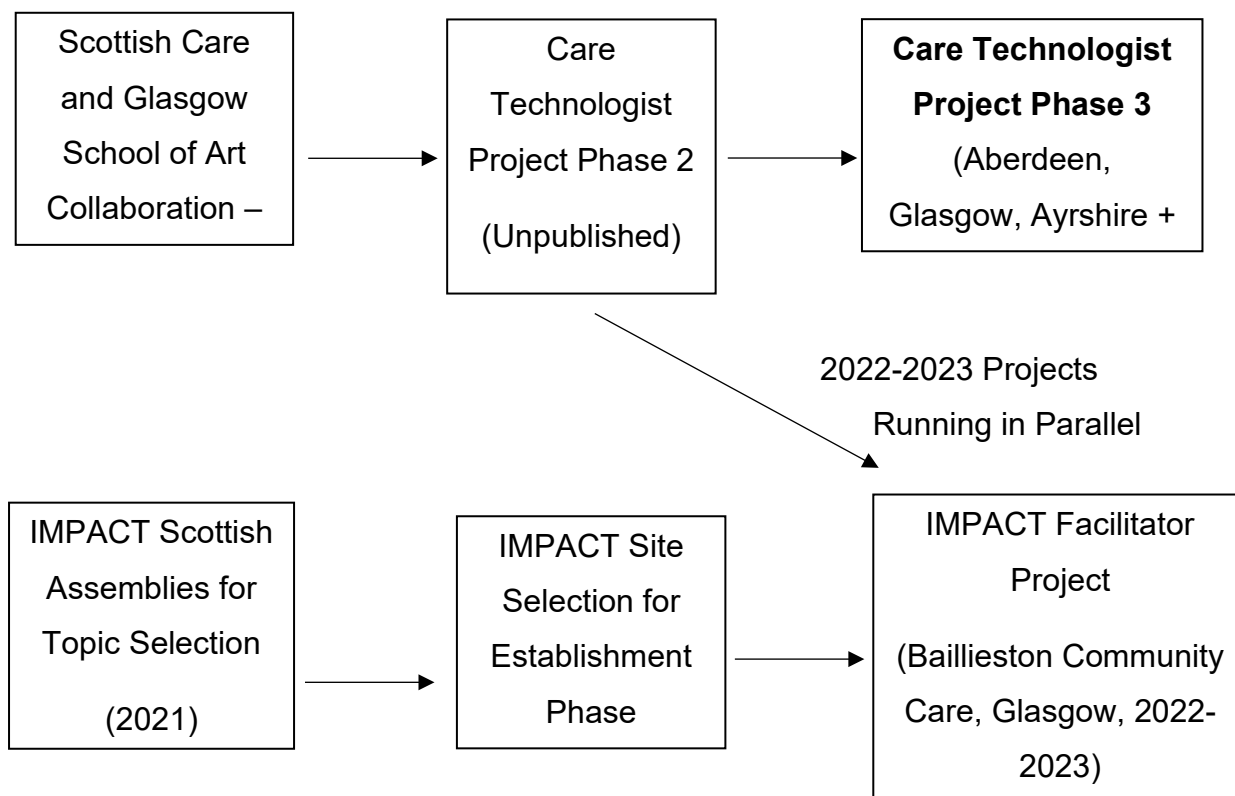 Scottish Care
and Glasgow
School of Art
Collaboration –
Care
Technologist
Project Phase 2
(Unpublished)
Care Technologist
Project Phase 3
(Aberdeen,
Glasgow, Ayrshire +
2022-2023 Projects
Running in Parallel
IMPACT Scottish
Assemblies for
Topic Selection
(2021)
IMPACT Site
Selection for
Establishment
Phase
IMPACT Facilitator
Project
(Baillieston Community
Care, Glasgow, 2022-
2023)